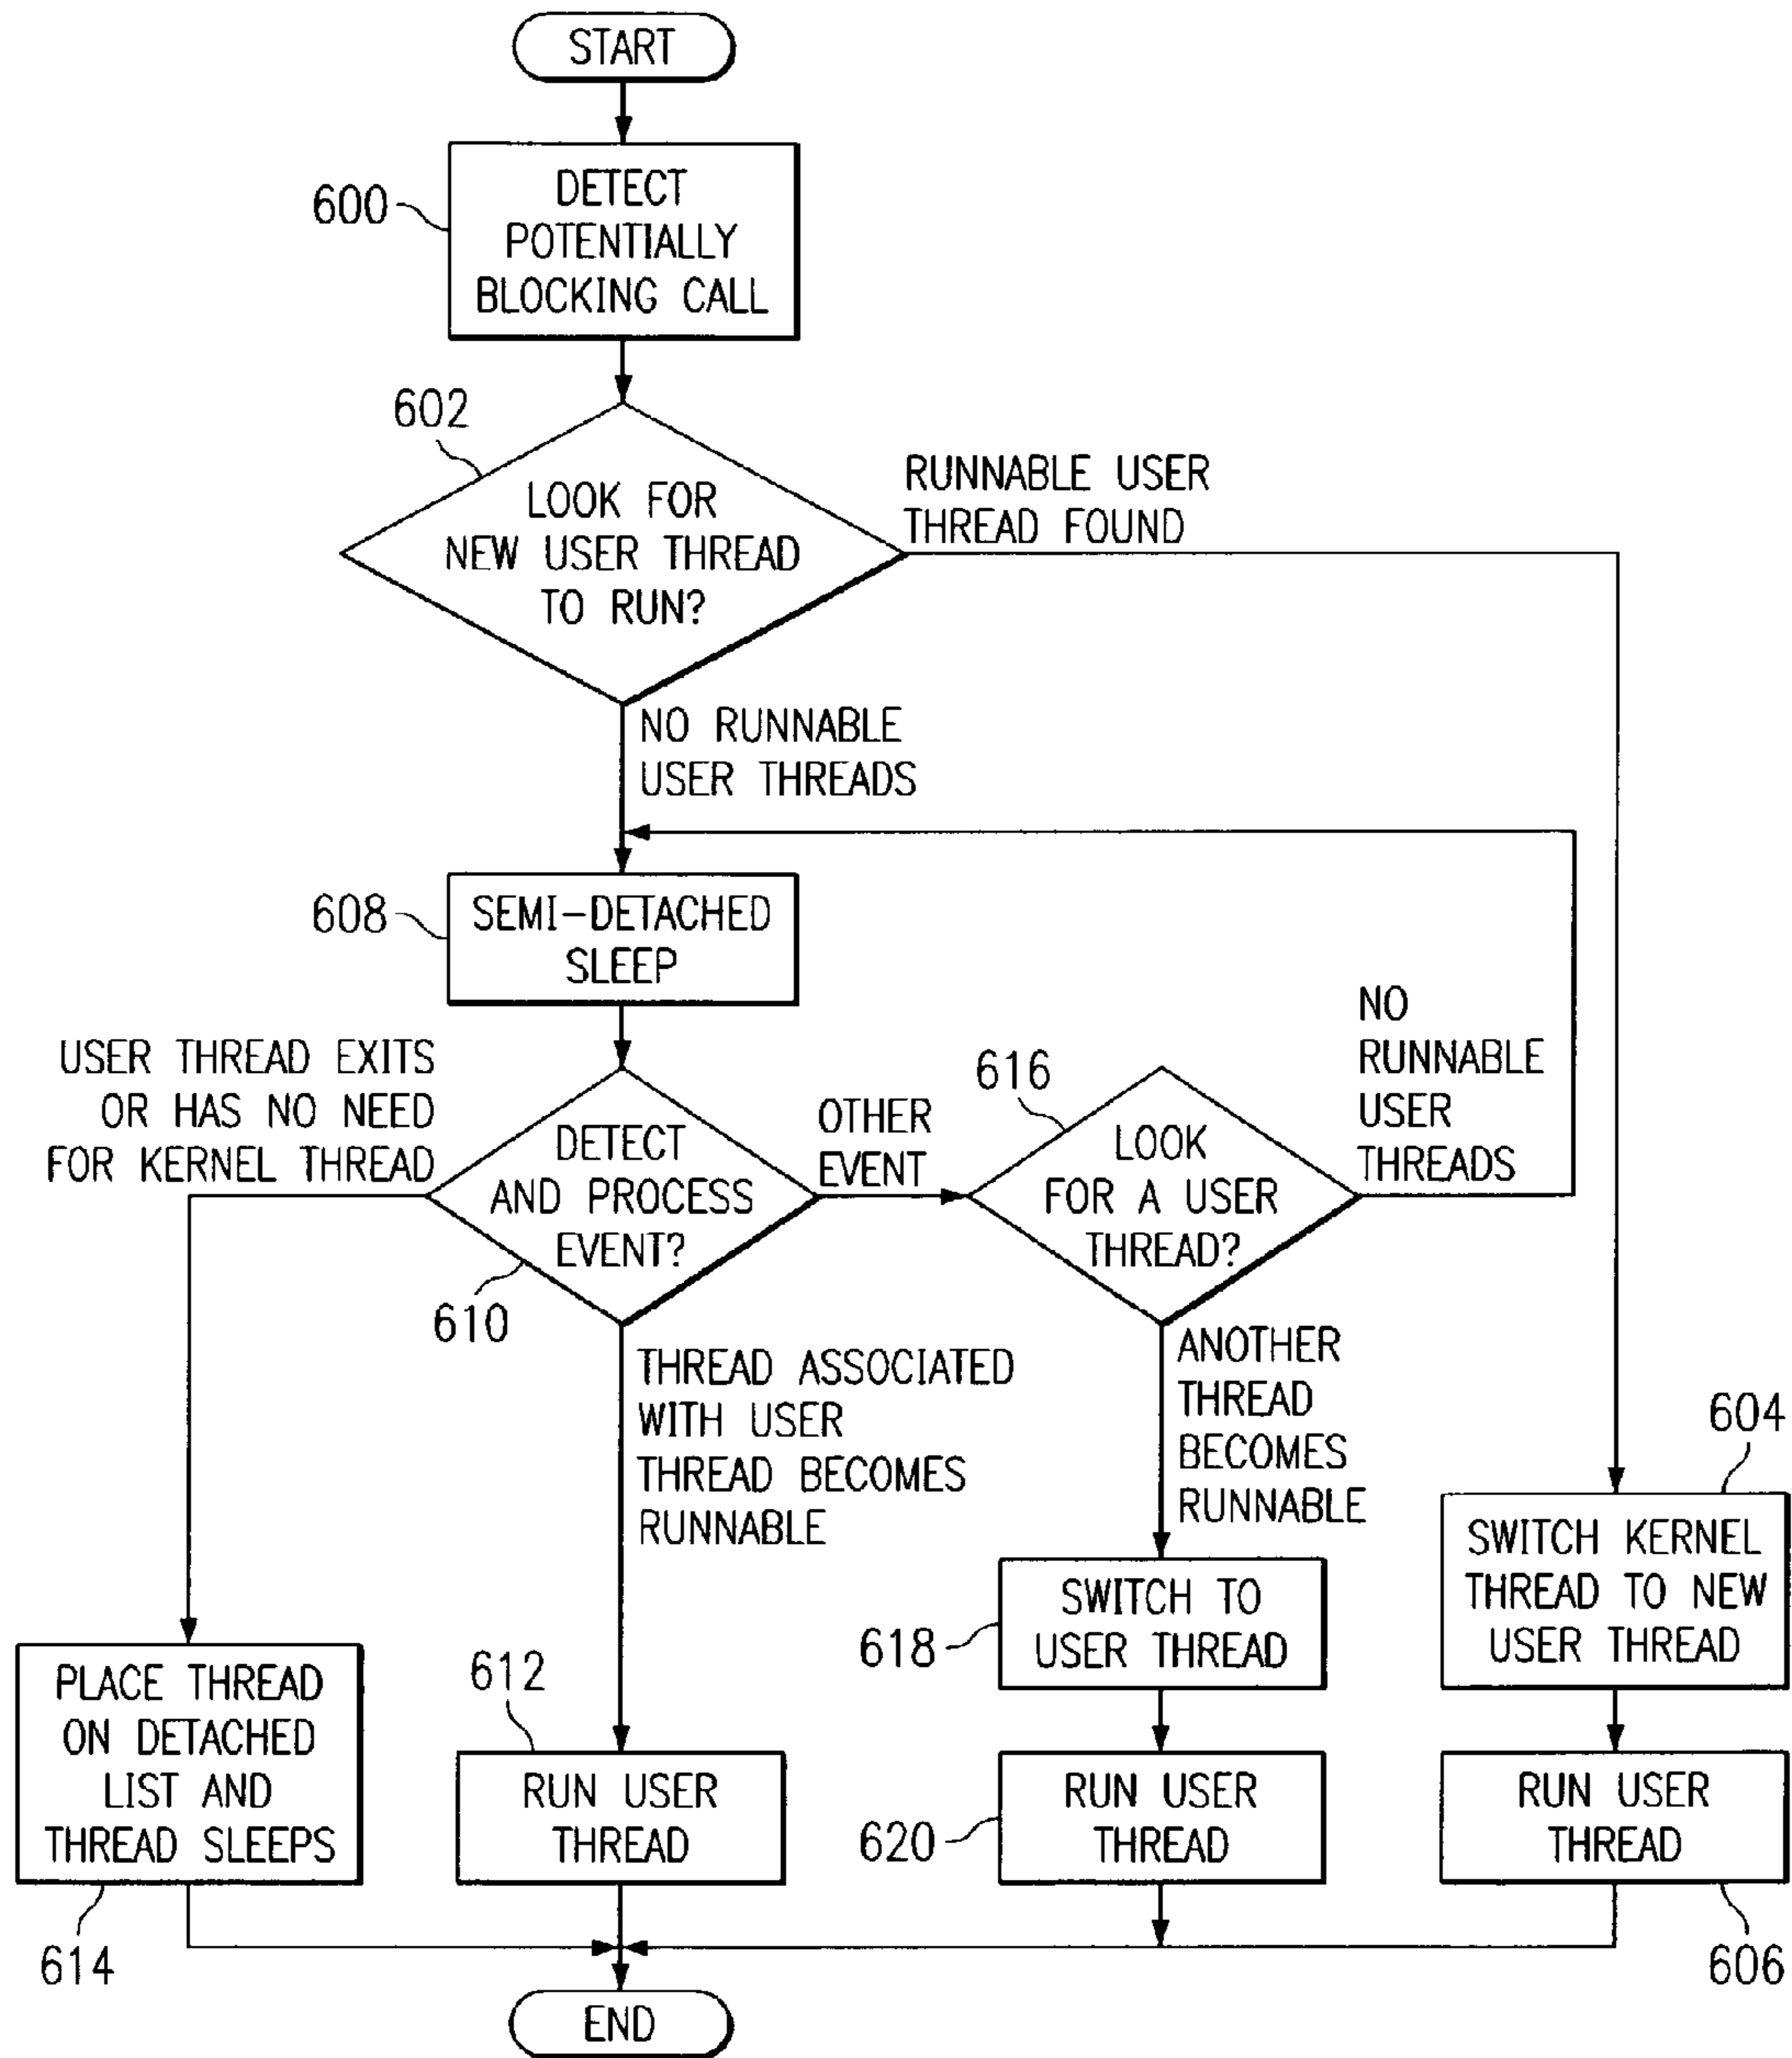 START
600
DETECT
POTENTIALLY
BLOCKING CALL
602
LOOK FOR
NEW USER THREAD
TO RUN?
RUNNABLE USER
THREAD FOUND
NO RUNNABLE
USER THREADS
608
SEMI-DETACHED
SLEEP
USER THREAD EXITS
OR HAS NO NEED
FOR KERNEL THREAD
DETECT
AND PROCESS
EVENT?
610
OTHER
EVENT
616
LOOK
FOR A USER
THREAD?
NO
RUNNABLE
USER
THREADS
THREAD ASSOCIATED
WITH USER
THREAD BECOMES
RUNNABLE
ANOTHER
THREAD
BECOMES
RUNNABLE
604
SWITCH KERNEL
THREAD TO NEW
USER THREAD
618
SWITCH TO
USER THREAD
PLACE THREAD
ON DETACHED
LIST AND
THREAD SLEEPS
614
612
RUN USER
THREAD
620
RUN USER
THREAD
RUN USER
THREAD
606
END